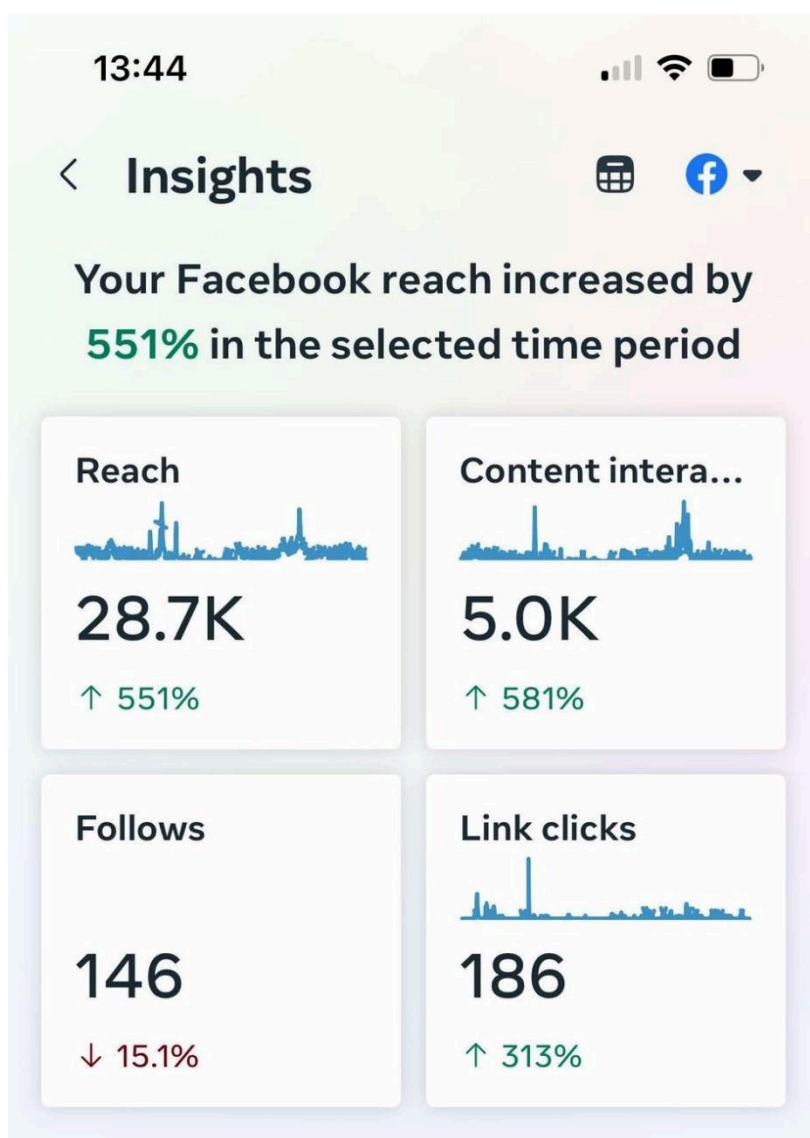 13:44
Insights
Your Facebook reach increased by
551% in the selected time period
Reach
28.7K
↑ 551%
Content intera...
5.0K
↑ 581%
Follows
146
↓ 15.1%
Link clicks
186
↑ 313%